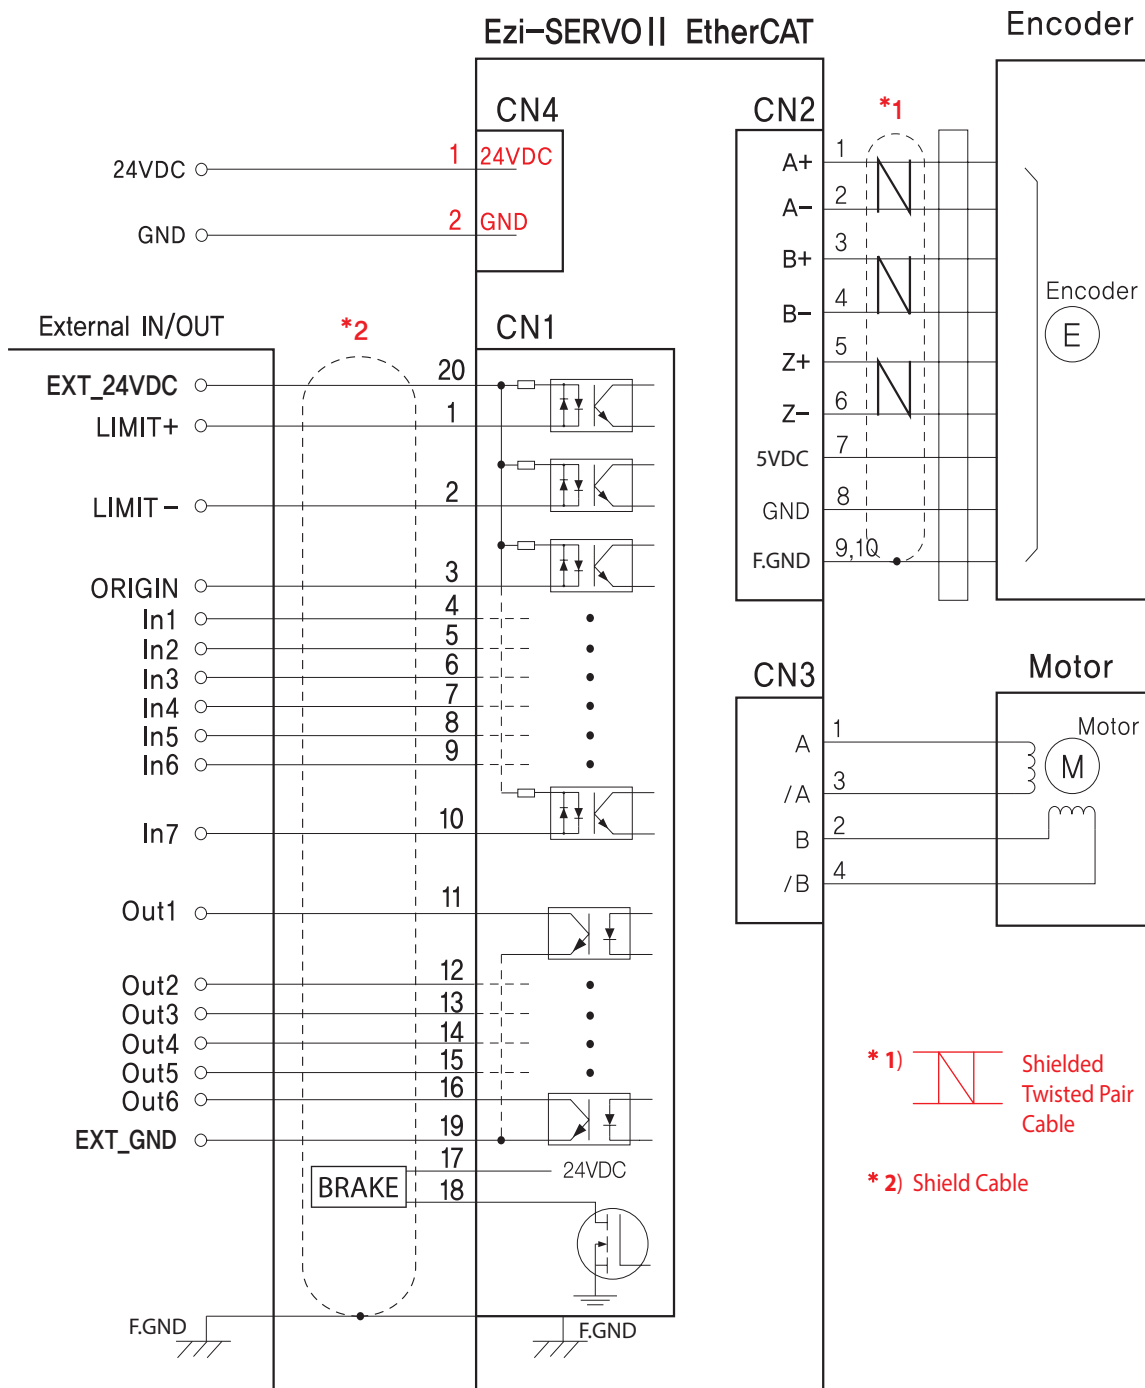 Ezi-SERVOII EtherCAT
Encoder
CN4
24VDC
1
24VDC
GND
2
GND
CN2
*1
A+
1
A-
2
B+
3
B-
4
Z+
5
Z-
6
5VDC
7
GND
8
F.GND
9,10
Encoder
E
External IN/OUT
*2
CN1
EXT_24VDC
20
LIMIT+
1
LIMIT-
2
ORIGIN
3
In1
4
In2
5
In3
6
In4
7
In5
8
In6
9
In7
10
Out1
11
Out2
12
Out3
13
Out4
14
Out5
15
Out6
16
EXT_GND
19
BRAKE
17
24VDC
18
F.GND
F.GND
CN3
Motor
A
1
/A
3
B
2
/B
4
Motor
M
* 1)
Shielded
Twisted Pair
Cable
* 2) Shield Cable